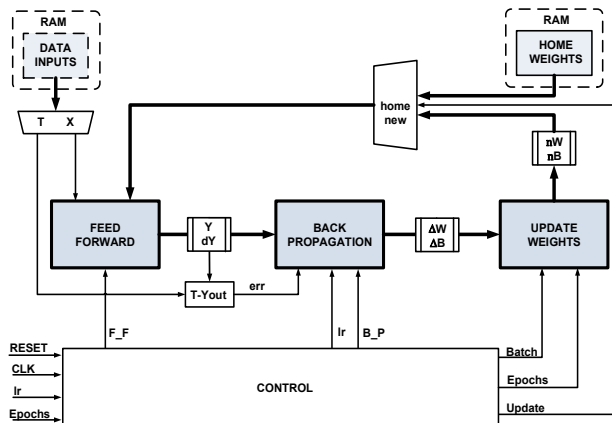 RAM
DATA
INPUTS
T X
RAM
HOME
WEIGHTS
home
new
nW
nB
FEED
FORWARD
Y
dY
BACK
PROPAGATION
ΔW
ΔB
UPDATE
WEIGHTS
T-Yout
err
F_F
lr
B_P
RESET
CLK
lr
Epochs
CONTROL
Batch
Epochs
Update